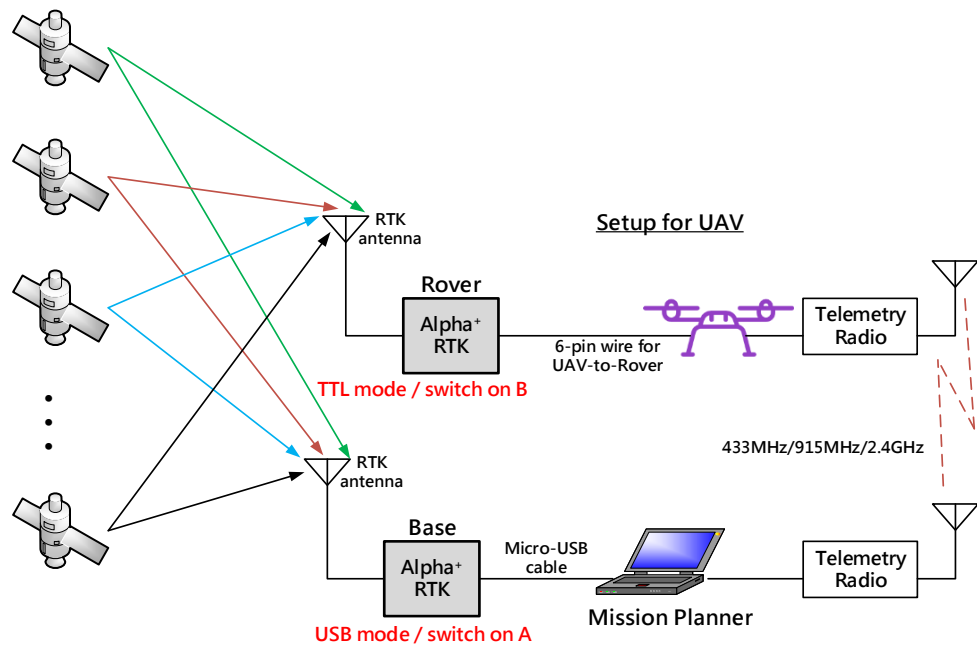 Setup for UAV
RTK
antenna
Rover
Alpha⁺
RTK
TTL mode / switch on B
6-pin wire for
UAV-to-Rover
Telemetry
Radio
433MHz/915MHz/2.4GHz
RTK
antenna
Base
Alpha⁺
RTK
USB mode / switch on A
Micro-USB
cable
Mission Planner
Telemetry
Radio